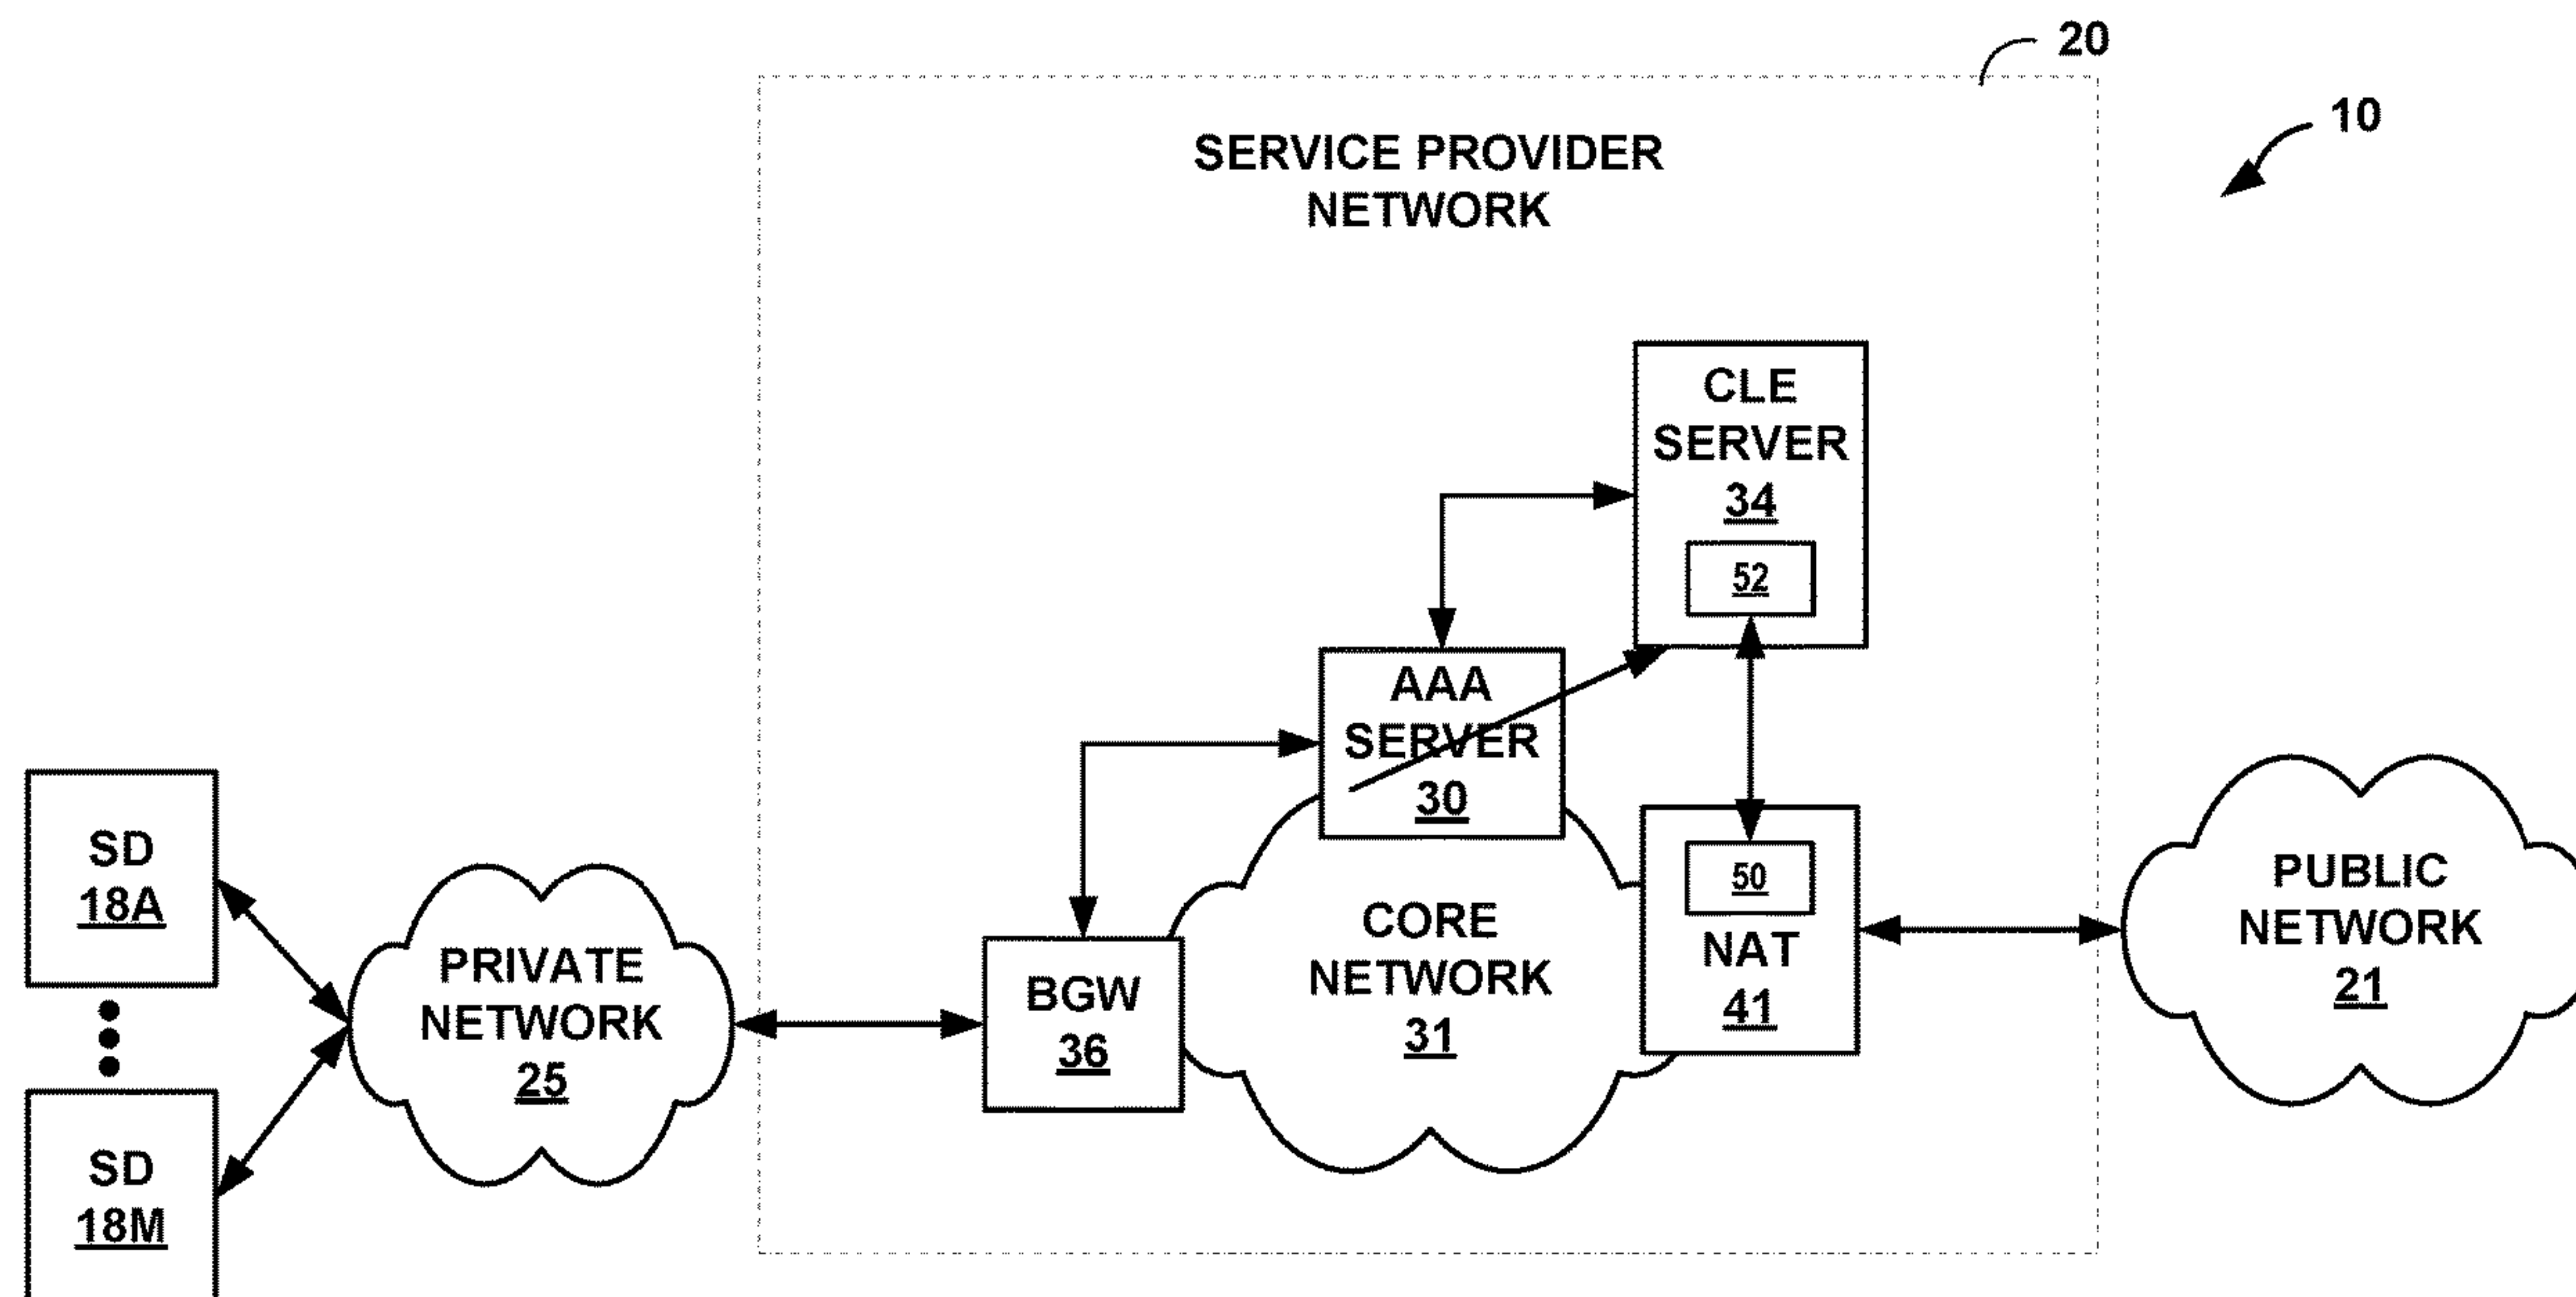 20
10
SERVICE PROVIDER
NETWORK
CLE
SERVER
34
52
AAA
SERVER
30
SD
18A
PRIVATE
NETWORK
25
BGW
36
CORE
NETWORK
31
50
NAT
41
PUBLIC
NETWORK
21
SD
18M